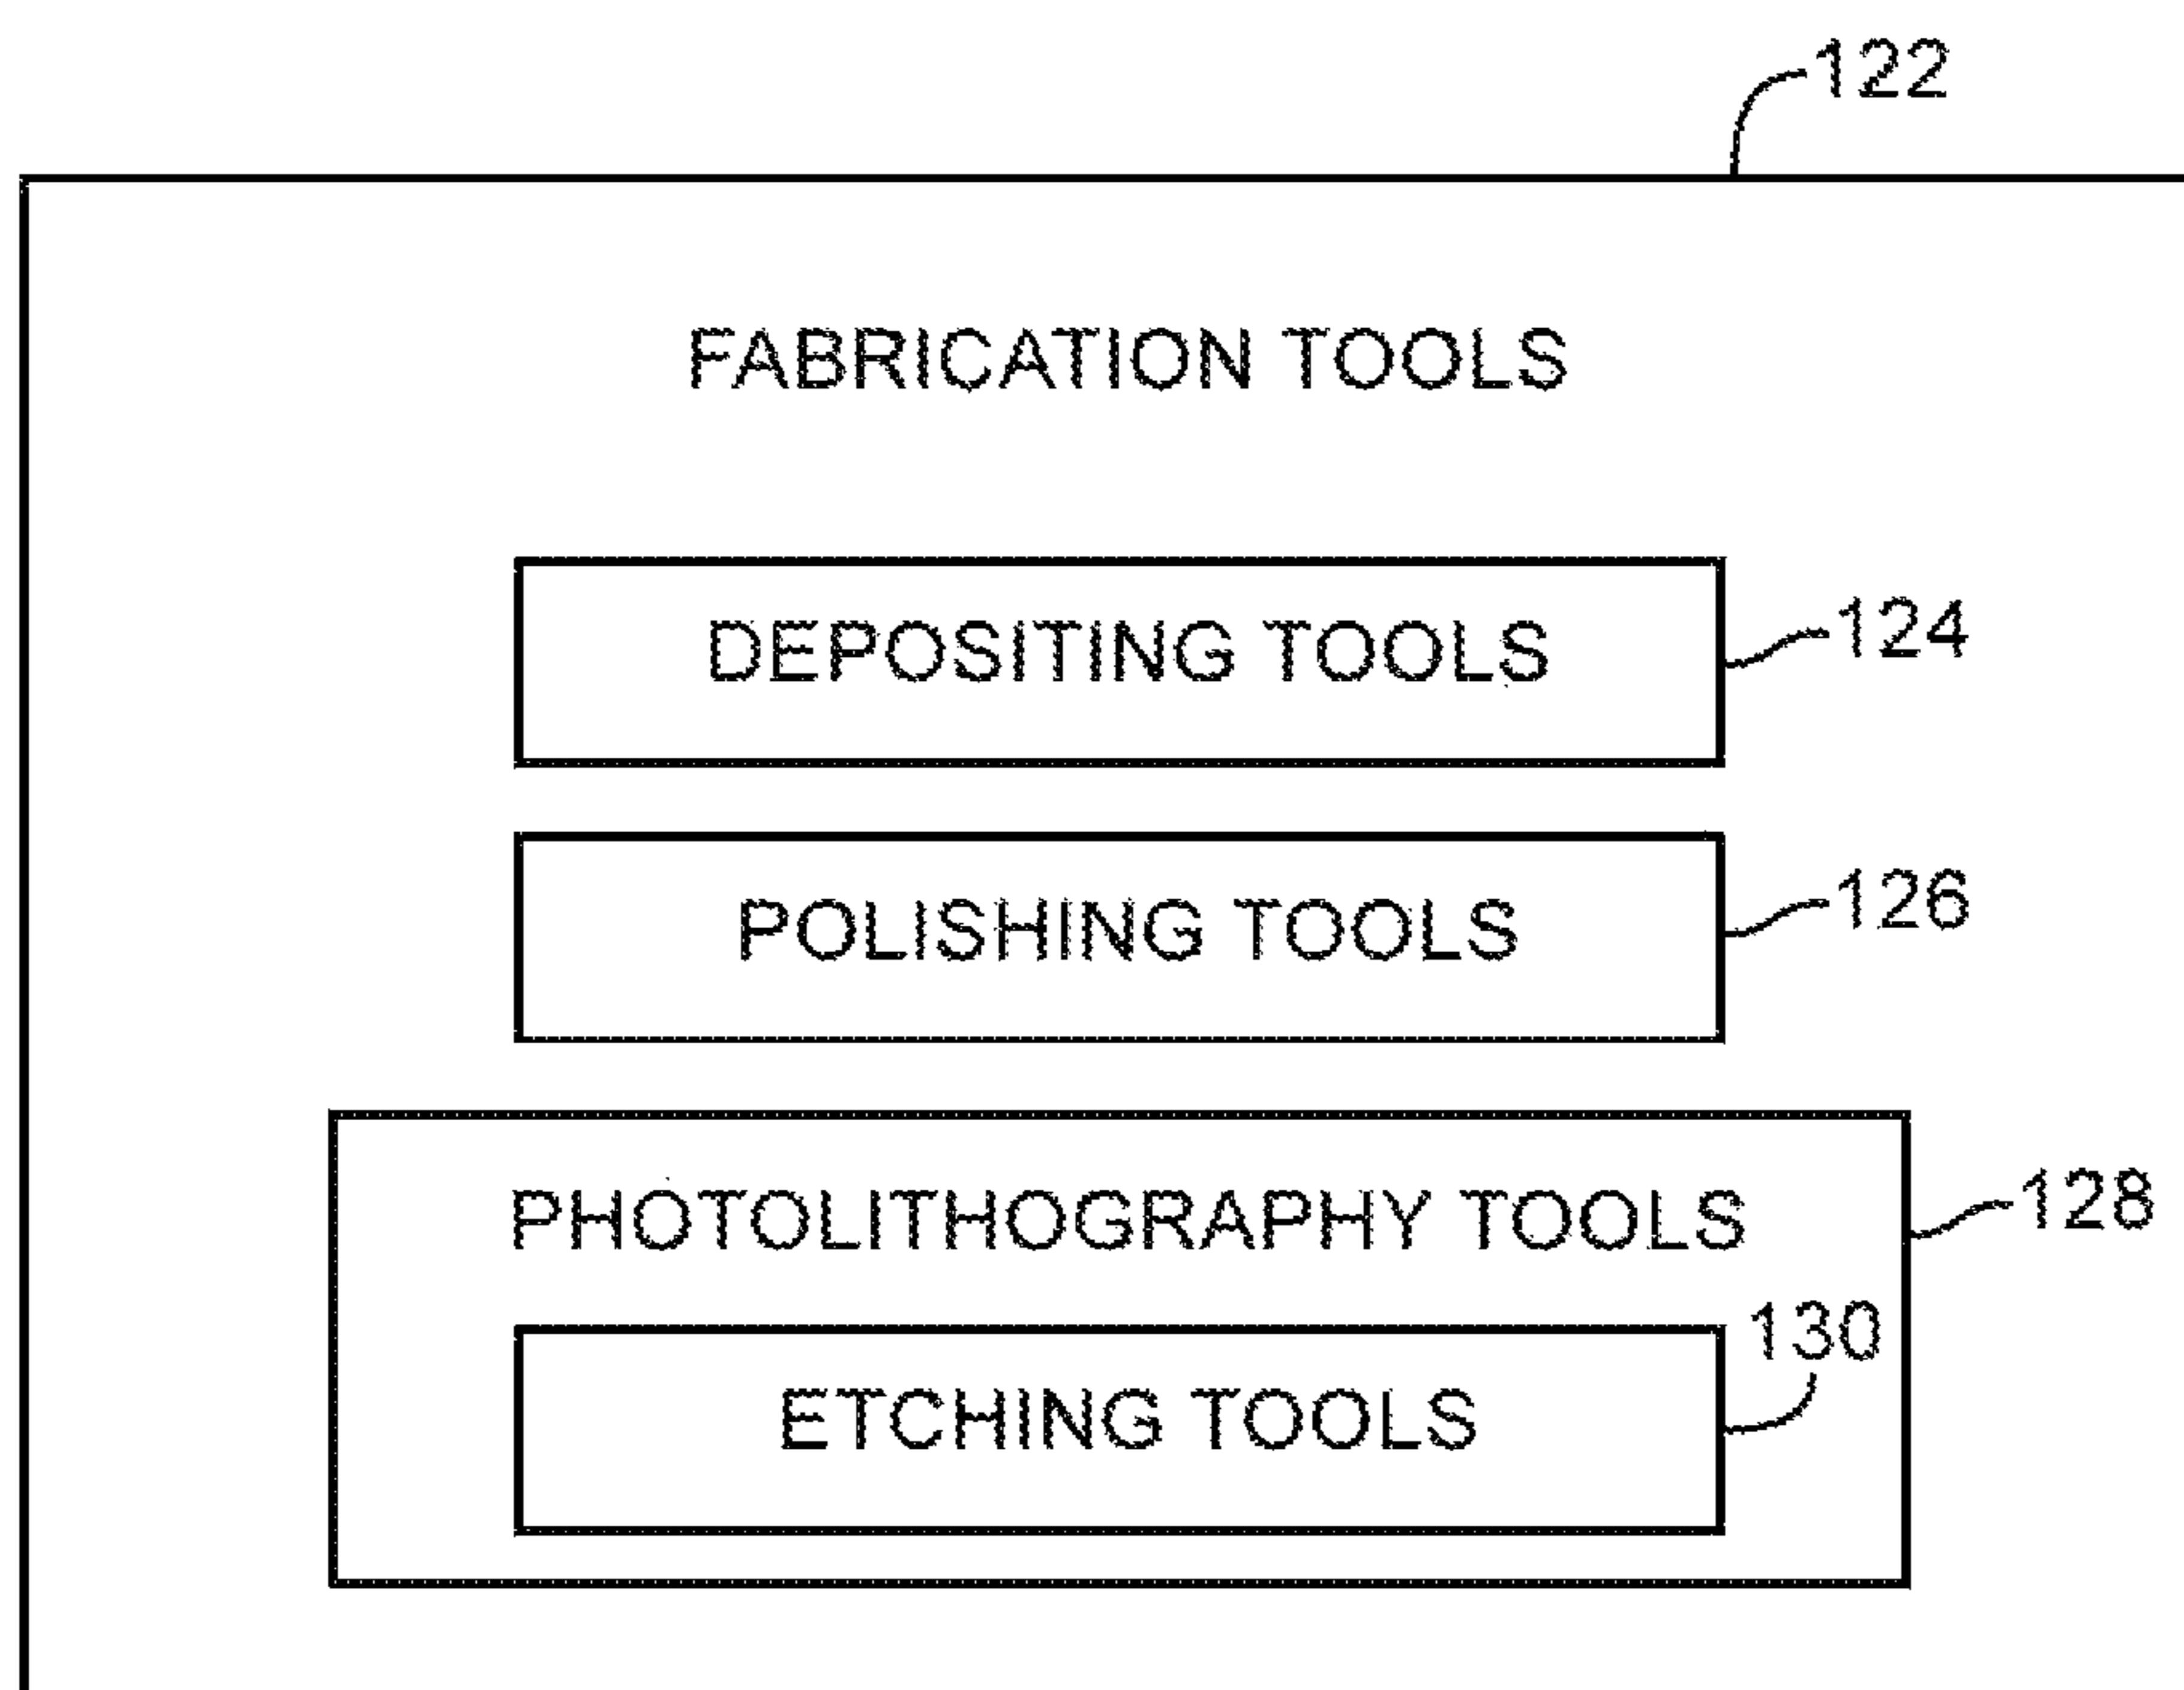 122
FABRICATION TOOLS
DEPOSITING TOOLS
124
POLISHING TOOLS
126
PHOTOLITHOGRAPHY TOOLS
128
130
ETCHING TOOLS